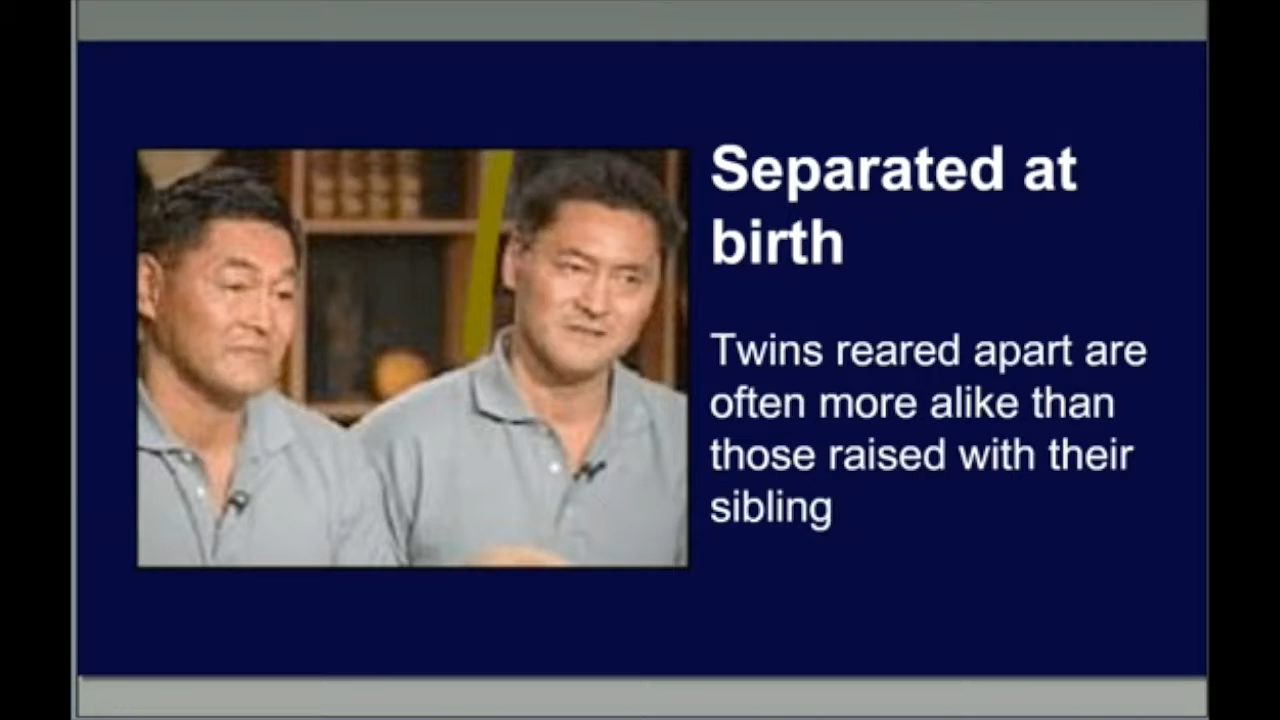 Separated at
birth
Twins reared apart are
often more alike than
those raised with their
sibling